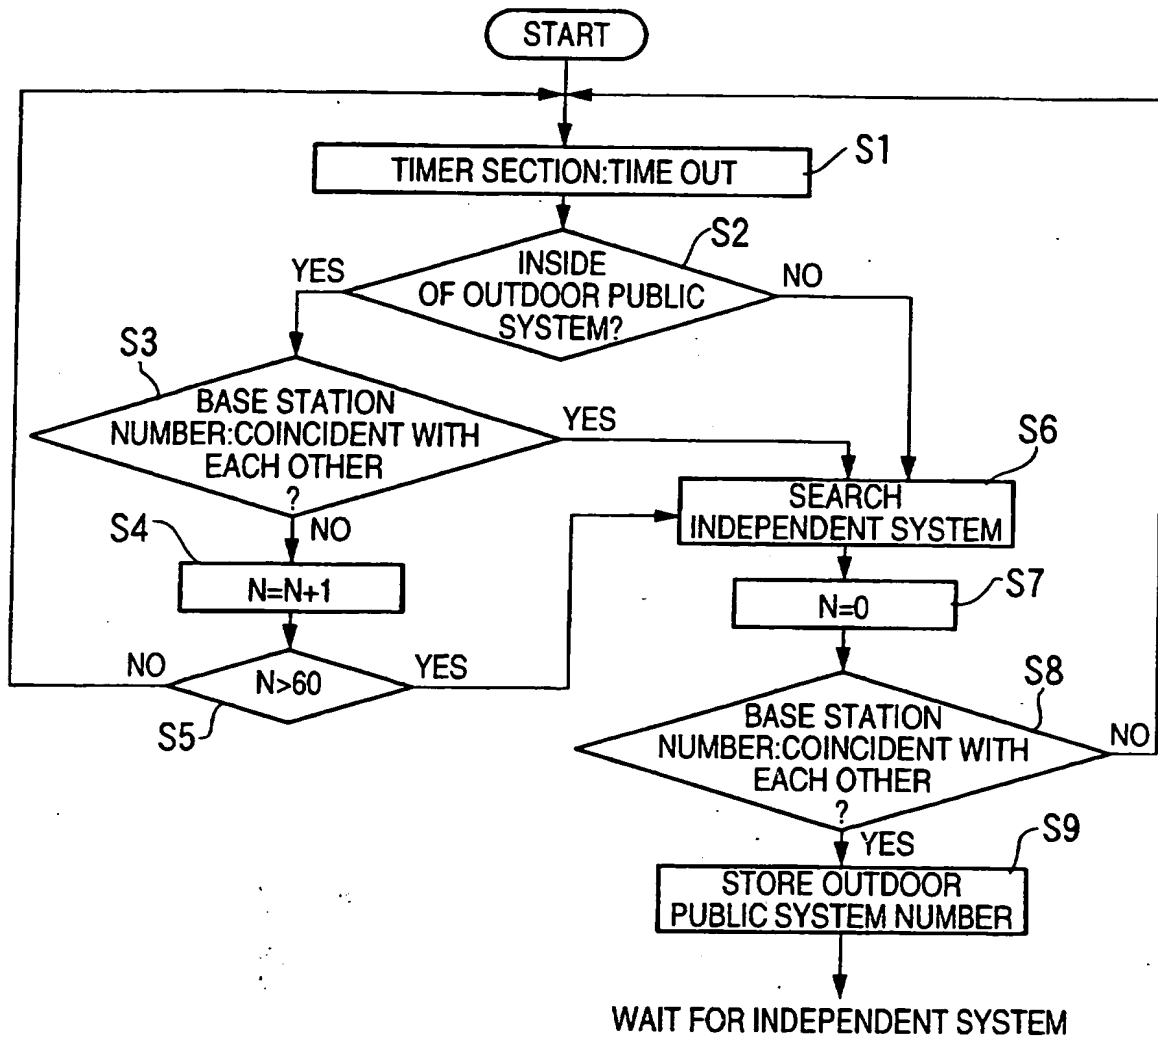 START
TIMER SECTION:TIME OUT
S1
S2
INSIDE
OF OUTDOOR PUBLIC
SYSTEM?
YES
NO
S3
BASE STATION
NUMBER:COINCIDENT WITH
EACH OTHER
?
YES
NO
S4
N=N+1
NO
N>60
YES
S5
S6
SEARCH
INDEPENDENT SYSTEM
S7
N=0
S8
BASE STATION
NUMBER:COINCIDENT WITH
EACH OTHER
?
NO
YES
S9
STORE OUTDOOR
PUBLIC SYSTEM NUMBER
WAIT FOR INDEPENDENT SYSTEM